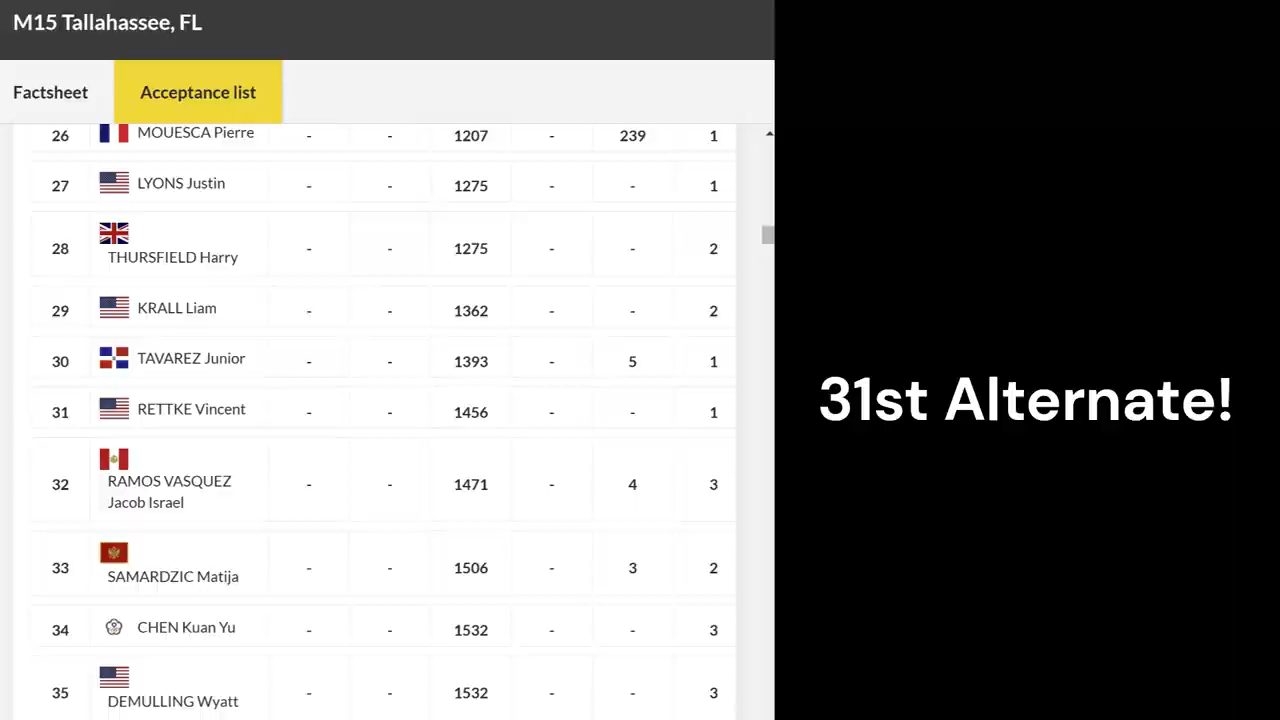 M15 Tallahassee, FL
Factsheet Acceptance list
26 MOUESCA Pierre - - 1207 - 239 1
27 LYONS Justin - - 1275 - - 1
28 THURSFIELD Harry - - 1275 - - 2
29 KRALL Liam - - 1362 - - 2
30 TAVAREZ Junior - - 1393 - 5 1
31 RETTKE Vincent - - 1456 - - 1
32 RAMOS VASQUEZ
Jacob Israel - - 1471 - 4 3
33 SAMARDZIC Matija - - 1506 - 3 2
34 CHEN Kuan Yu - - 1532 - - 3
35 DEMULLING Wyatt - - 1532 - - 3
31st Alternate!